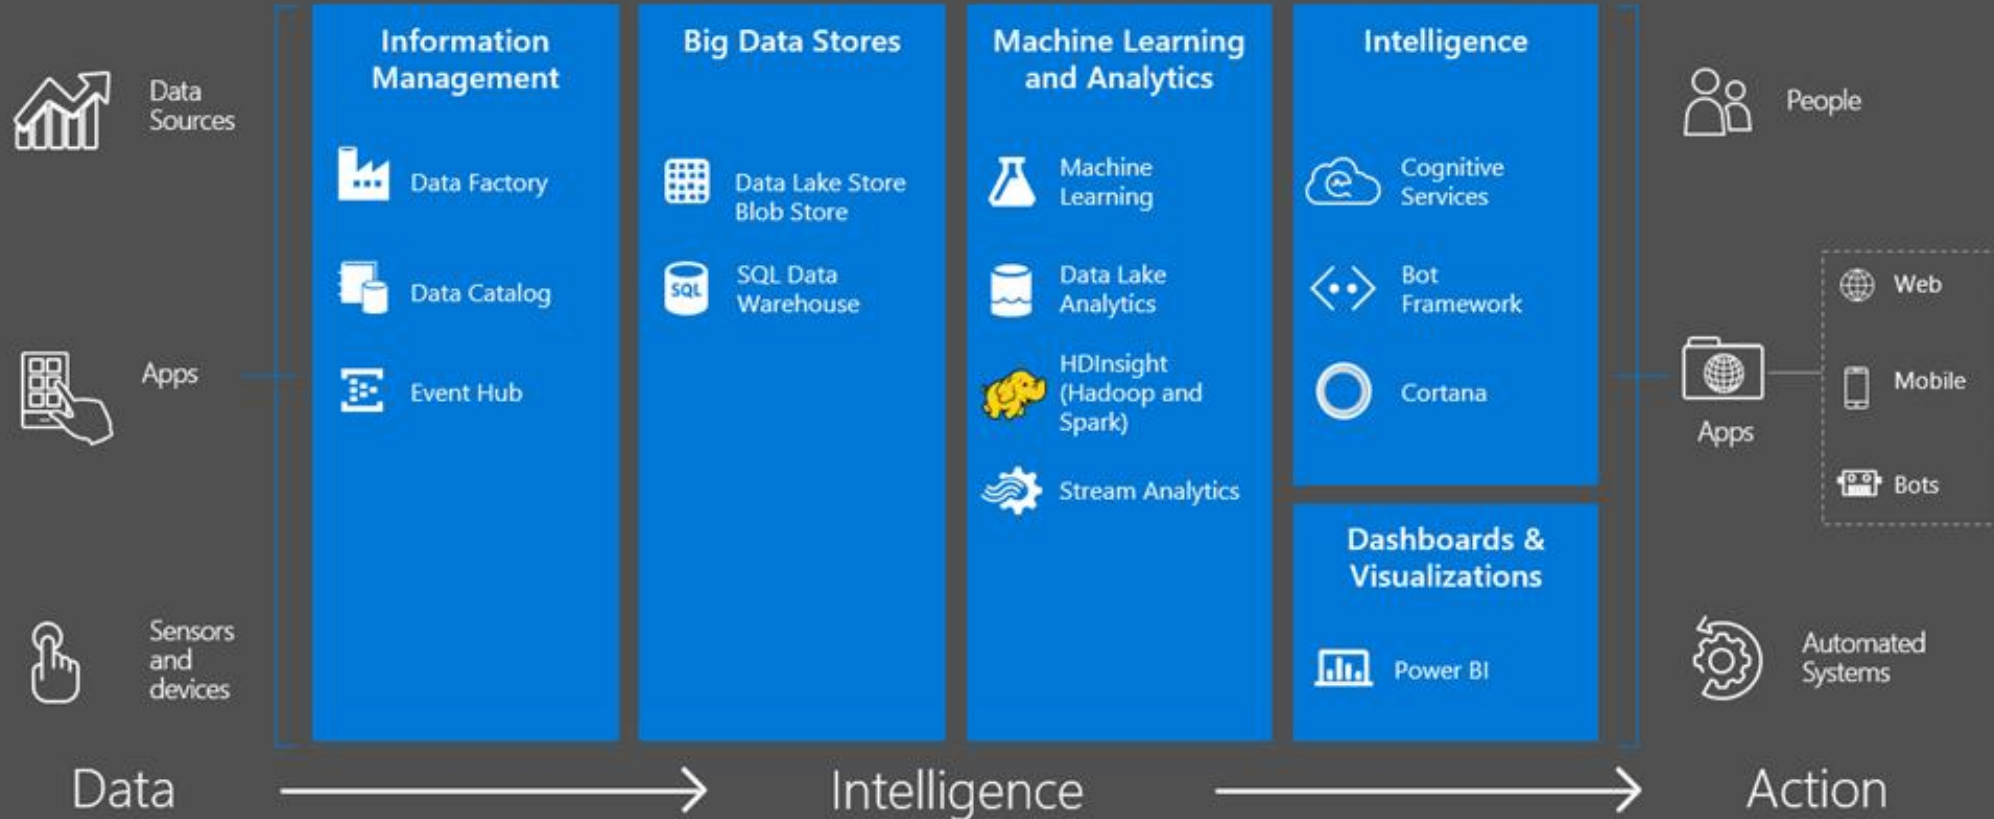 Data
Sources
Apps
Sensors
and
devices
Information
Management
Data Factory
Data Catalog
Event Hub
Big Data Stores
Data Lake Store
Blob Store
SQL
SQL Data
Warehouse
Machine Learning
and Analytics
Machine
Learning
Data Lake
Analytics
HDInsight
(Hadoop and
Spark)
Stream Analytics
Intelligence
Cognitive
Services
Bot
Framework
Cortana
Dashboards &
Visualizations
Power BI
People
Apps
Web
Mobile
Bots
Automated
Systems
Data
Intelligence
Action